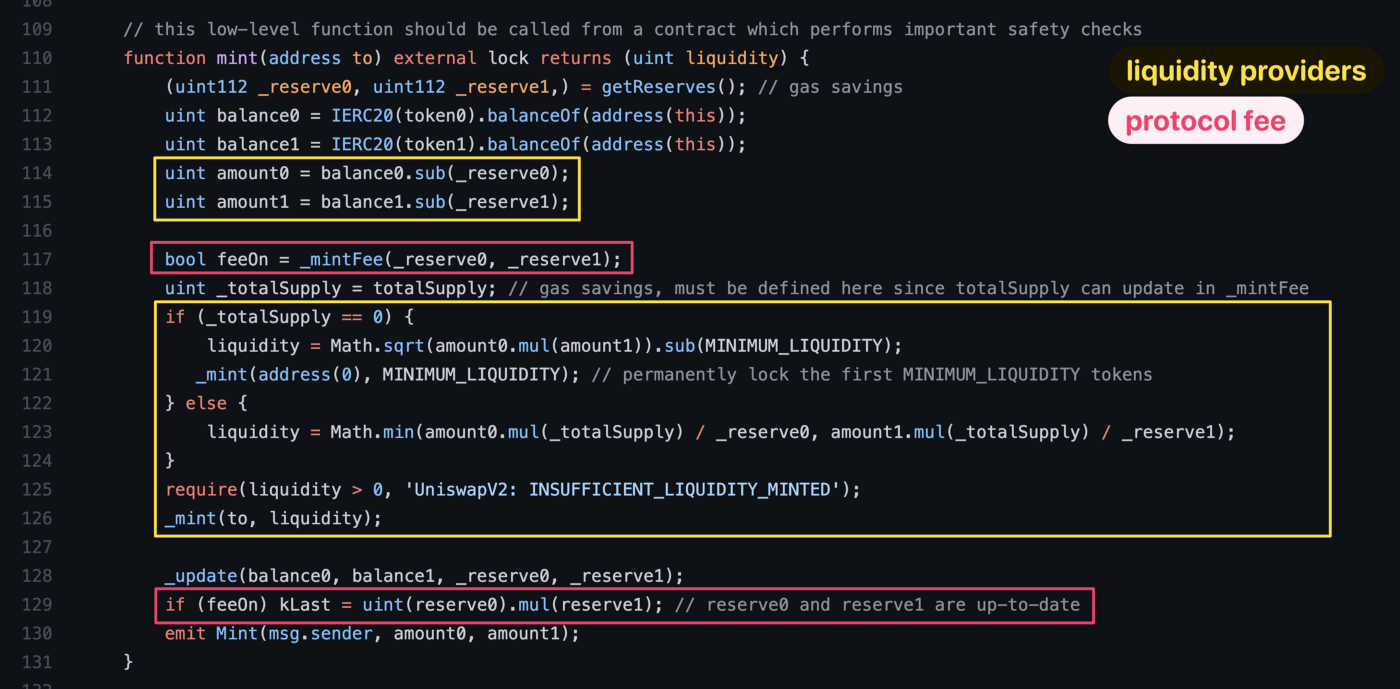 108
109 // this low-level function should be called from a contract which performs important safety checks
110 function mint(address to) external lock returns (uint liquidity) {
111 (uint112 _reserve0, uint112 _reserve1,) = getReserves(); // gas savings
112 uint balance0 = IERC20(token0).balanceOf(address(this));
113 uint balance1 = IERC20(token1).balanceOf(address(this));
114 uint amount0 = balance0.sub(_reserve0);
115 uint amount1 = balance1.sub(_reserve1);
116
117 bool feeOn = _mintFee(_reserve0, _reserve1);
118 uint _totalSupply = totalSupply; // gas savings, must be defined here since totalSupply can update in _mintFee
119 if (_totalSupply == 0) {
120 liquidity = Math.sqrt(amount0.mul(amount1)).sub(MINIMUM_LIQUIDITY);
121 _mint(address(0), MINIMUM_LIQUIDITY); // permanently lock the first MINIMUM_LIQUIDITY tokens
122 } else {
123 liquidity = Math.min(amount0.mul(_totalSupply) / _reserve0, amount1.mul(_totalSupply) / _reserve1);
124 }
125 require(liquidity > 0, 'UniswapV2: INSUFFICIENT_LIQUIDITY_MINTED');
126 _mint(to, liquidity);
127
128 _update(balance0, balance1, _reserve0, _reserve1);
129 if (feeOn) kLast = uint(reserve0).mul(reserve1); // reserve0 and reserve1 are up-to-date
130 emit Mint(msg.sender, amount0, amount1);
131 }
132
liquidity providers
protocol fee